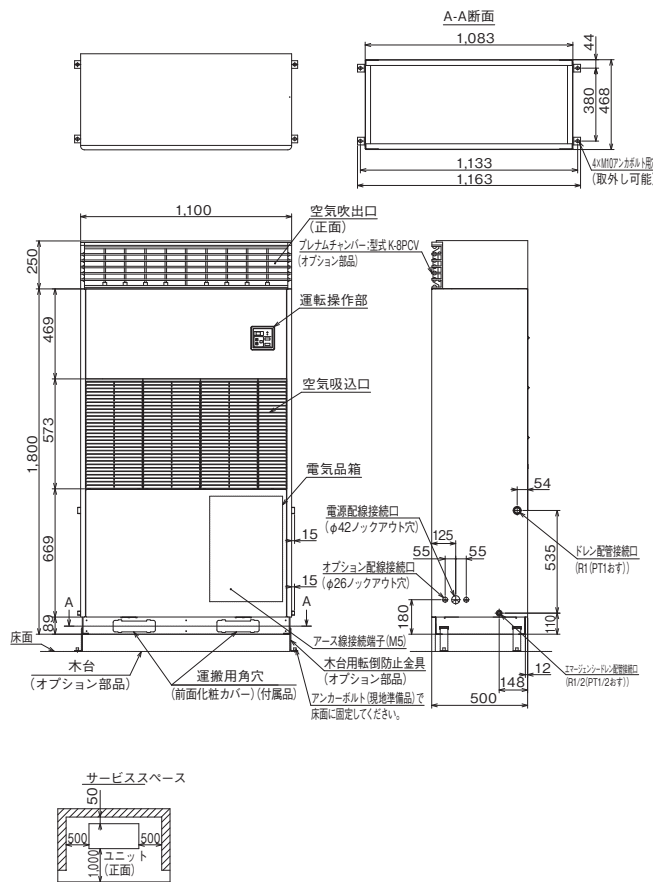 A-A断面
1,083
44
380
468
4×M10アンカボルト用穴
(取外し可能)
1,133
1,163
1,100
空気吹出口
(正面)
プレナムチャンバー:型式 K-8PCV
(オプション部品)
250
運転操作部
469
空気吸込口
573
1,800
電気品箱
54
電源配線接続口
(φ42ノックアウト穴)
125
15
669
55
55
535
ドレン配管接続口
(R1(PT1おす))
オプション配線接続口
(φ26ノックアウト穴)
15
180
110
A
A
89
アース線接続端子(M5)
床面
木台
(オプション部品)
運搬用角穴
(前面化粧カバー)(付属品)
木台用転倒防止金具
(オプション部品)
アンカーボルト(現地準備品)で
床面に固定してください。
12
148
エマージェンシードレン配管接続口
(R1/2(PT1/2おす))
500
サービススペース
50
500
500
ユニット
(正面)
1,000